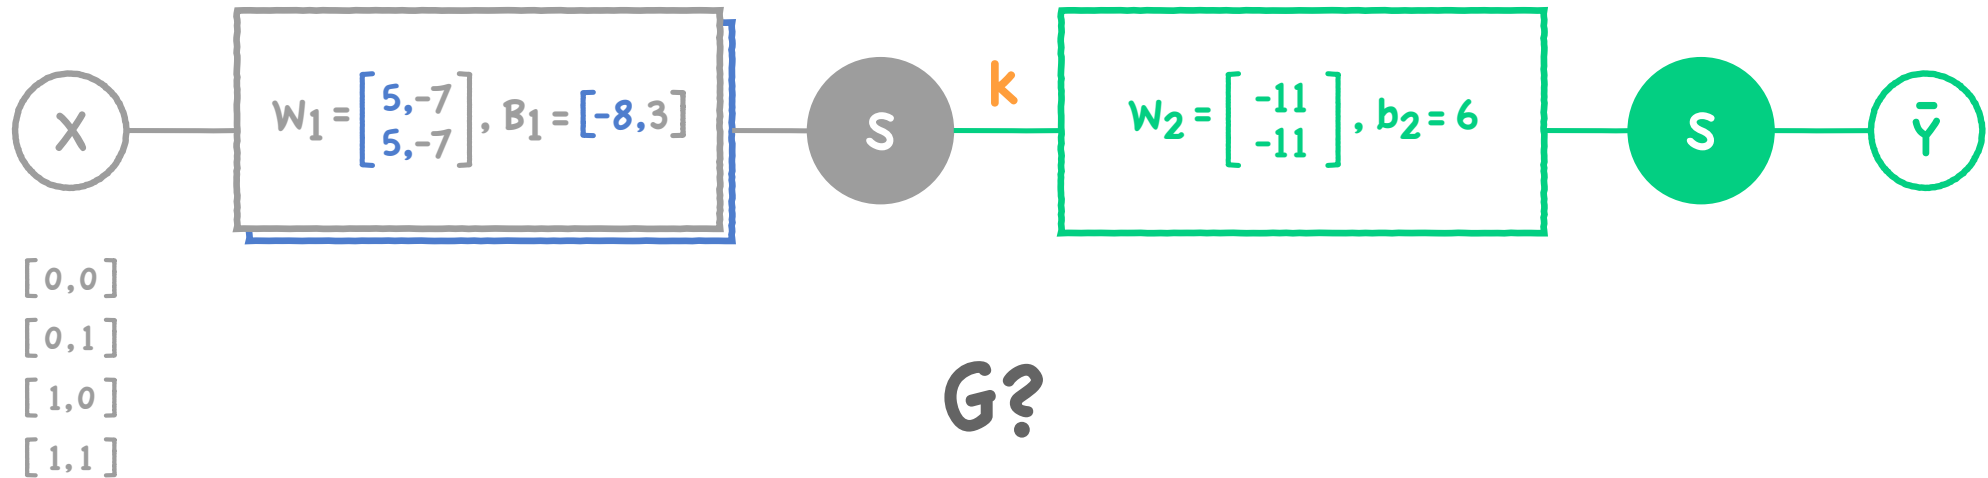 X
W1 = [5,-7
5,-7], B1 = [-8,3]
S
k
W2 = [-11
-11], b2 = 6
S
Ȳ
[0,0]
[0,1]
[1,0]
[1,1]
G?